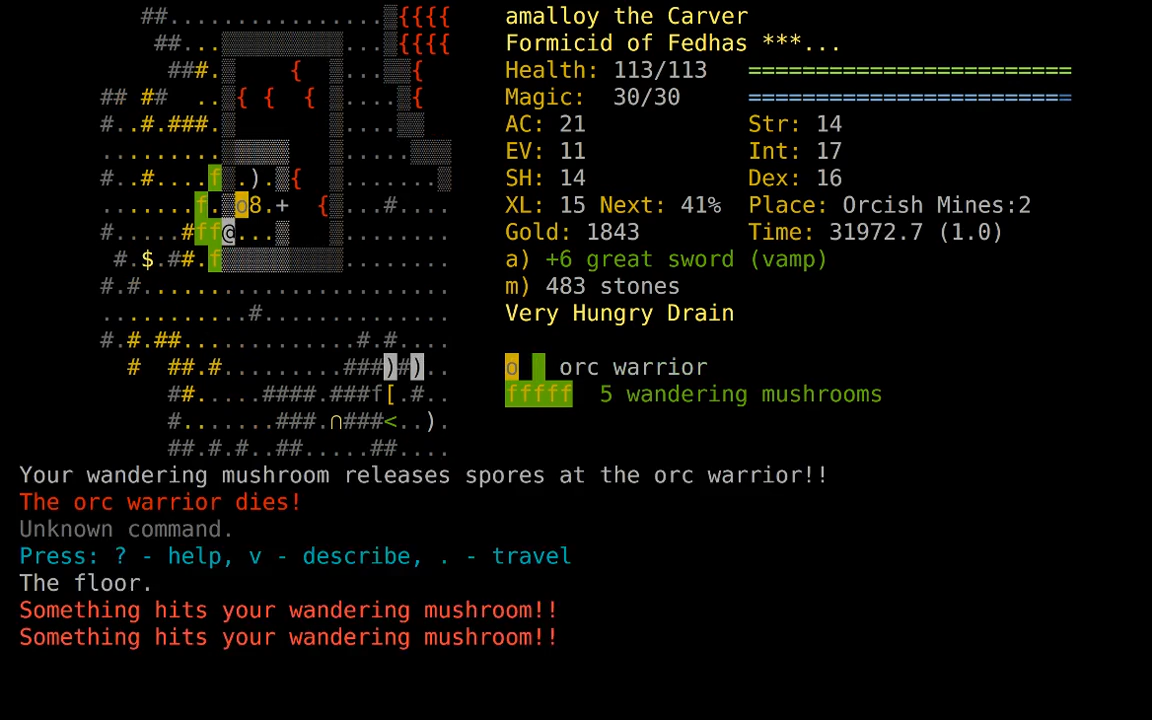 amalloy the Carver
Formicid of Fedhas ***...
Health: 113/113
Magic: 30/30
AC: 21 Str: 14
EV: 11 Int: 17
SH: 14 Dex: 16
XL: 15 Next: 41% Place: Orcish Mines:2
Gold: 1843 Time: 31972.7 (1.0)
a) +6 great sword (vamp)
m) 483 stones
Very Hungry Drain
o orc warrior
fffff 5 wandering mushrooms
Your wandering mushroom releases spores at the orc warrior!!
The orc warrior dies!
Unknown command.
Press: ? - help, v - describe, . - travel
The floor.
Something hits your wandering mushroom!!
Something hits your wandering mushroom!!